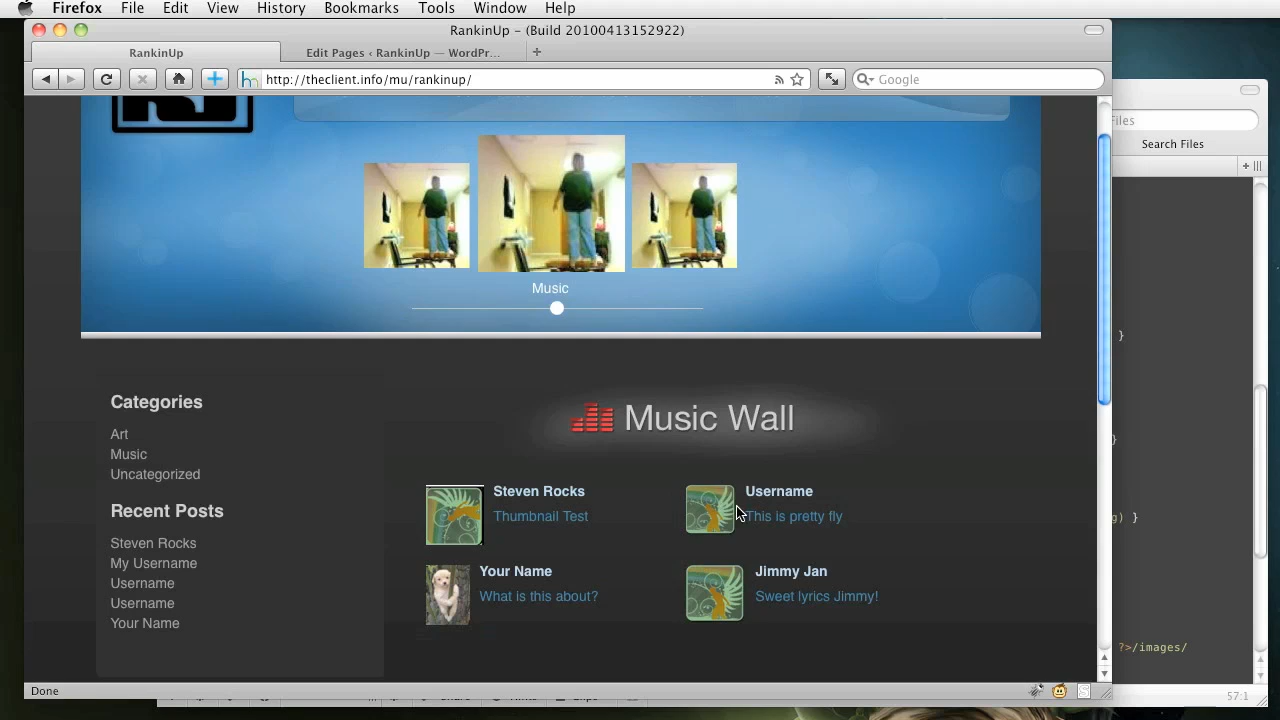 Firefox File Edit View History Bookmarks Tools Window Help
RankinUp – (Build 20100413152922)
RankinUp
Edit Pages ‹ RankinUp — WordPr...
http://theclient.info/mu/rankinup/
Google
Files
Search Files
Music
}
Categories
Art
Music
Uncategorized
Recent Posts
Steven Rocks
My Username
Username
Username
Your Name
Music Wall
Steven Rocks
Thumbnail Test
Username
This is pretty fly
Your Name
What is this about?
Jimmy Jan
Sweet lyrics Jimmy!
}
g) }
?>/images/
Done
57:1